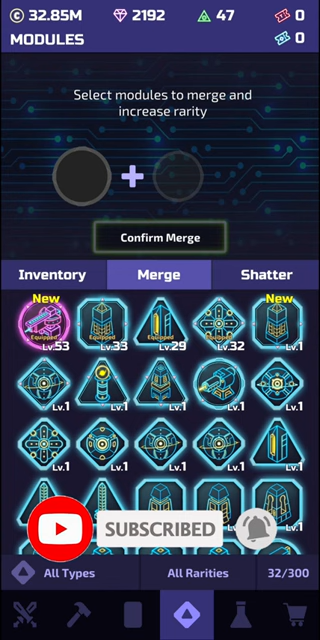 © 32.85M 2192 47 0
MODULES 0
Select modules to merge and
increase rarity
Confirm Merge
Inventory Merge Shatter
New New
Equipped Equipped Equipped Equipped
Lv.53 Lv.33 Lv.29 Lv.32 Lv.1
Lv.1 Lv.1 Lv.1 Lv.1 Lv.1
Lv.1 Lv.1 Lv.1 Lv.1 Lv.1
SUBSCRIBED
All Types All Rarities 32/300